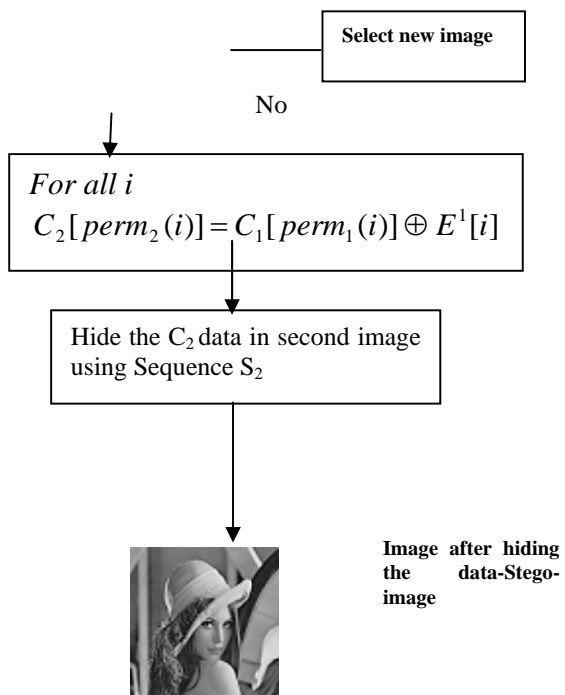 Select new image
No
For all i
C₂[perm₂(i)] = C₁[perm₁(i)] ⊕ E¹[i]
Hide the C₂ data in second image
using Sequence S₂
Image after hiding
the data-Stego-
image